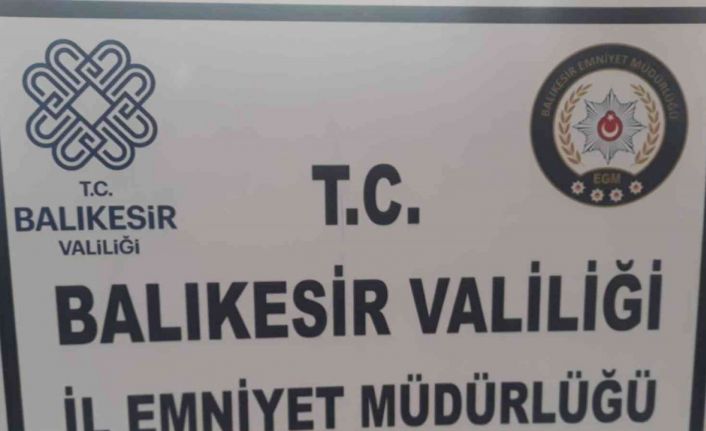 T.C.
BALIKESİR
VALİLİĞİ
BALIKESİR EMNİYET MÜDÜRLÜĞÜ
EGM
T.C.
BALIKESİR VALİLİĞİ
İL EMNİYET MÜDÜRLÜĞÜ